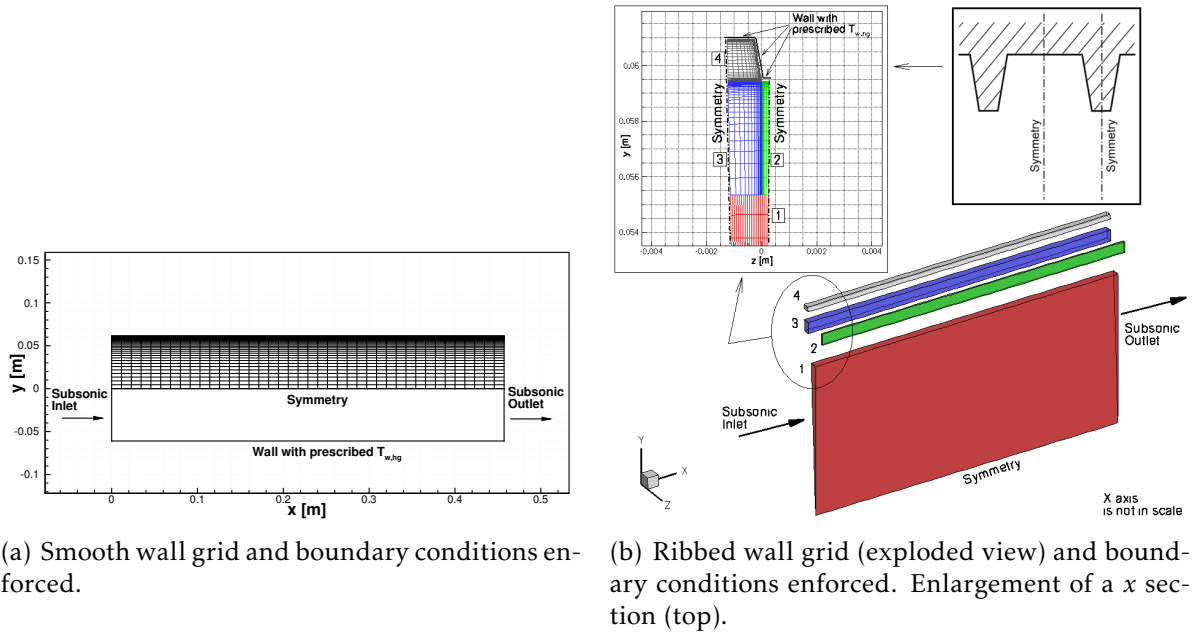 0.15
0.1
0.05
0
-0.05
-0.1
y [m]
Subsonic
Inlet
Symmetry
Subsonic
Outlet
Wall with prescribed Tw,hg
0
0.1
0.2
0.3
0.4
0.5
x [m]
(a) Smooth wall grid and boundary conditions en-
forced.
Wall with
prescribed Tw,hg
4
0.06
Symmetry
Symmetry
0.058
y [m]
3
2
0.056
1
0.054
-0.004
-0.002
0
0.002
0.004
z [m]
Symmetry
Symmetry
4
3
2
1
Subsonic
Outlet
Subsonic
Inlet
Symmetry
Y
X
Z
X axis
is not in scale
(b) Ribbed wall grid (exploded view) and bound-
ary conditions enforced. Enlargement of a x sec-
tion (top).